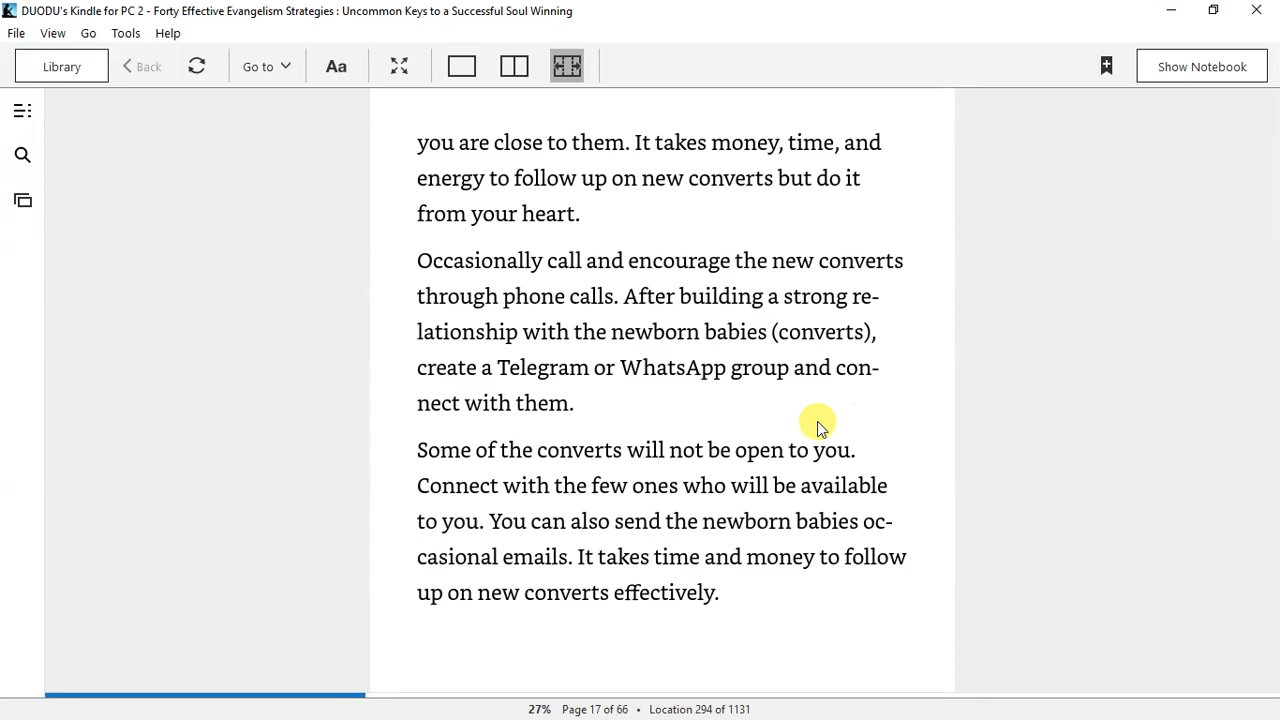 DUODU's Kindle for PC 2 - Forty Effective Evangelism Strategies : Uncommon Keys to a Successful Soul Winning
File View Go Tools Help
Library Back Go to Aa Show Notebook
you are close to them. It takes money, time, and
energy to follow up on new converts but do it
from your heart.
Occasionally call and encourage the new converts
through phone calls. After building a strong re-
lationship with the newborn babies (converts),
create a Telegram or WhatsApp group and con-
nect with them.
Some of the converts will not be open to you.
Connect with the few ones who will be available
to you. You can also send the newborn babies oc-
casional emails. It takes time and money to follow
up on new converts effectively.
27% Page 17 of 66 • Location 294 of 1131